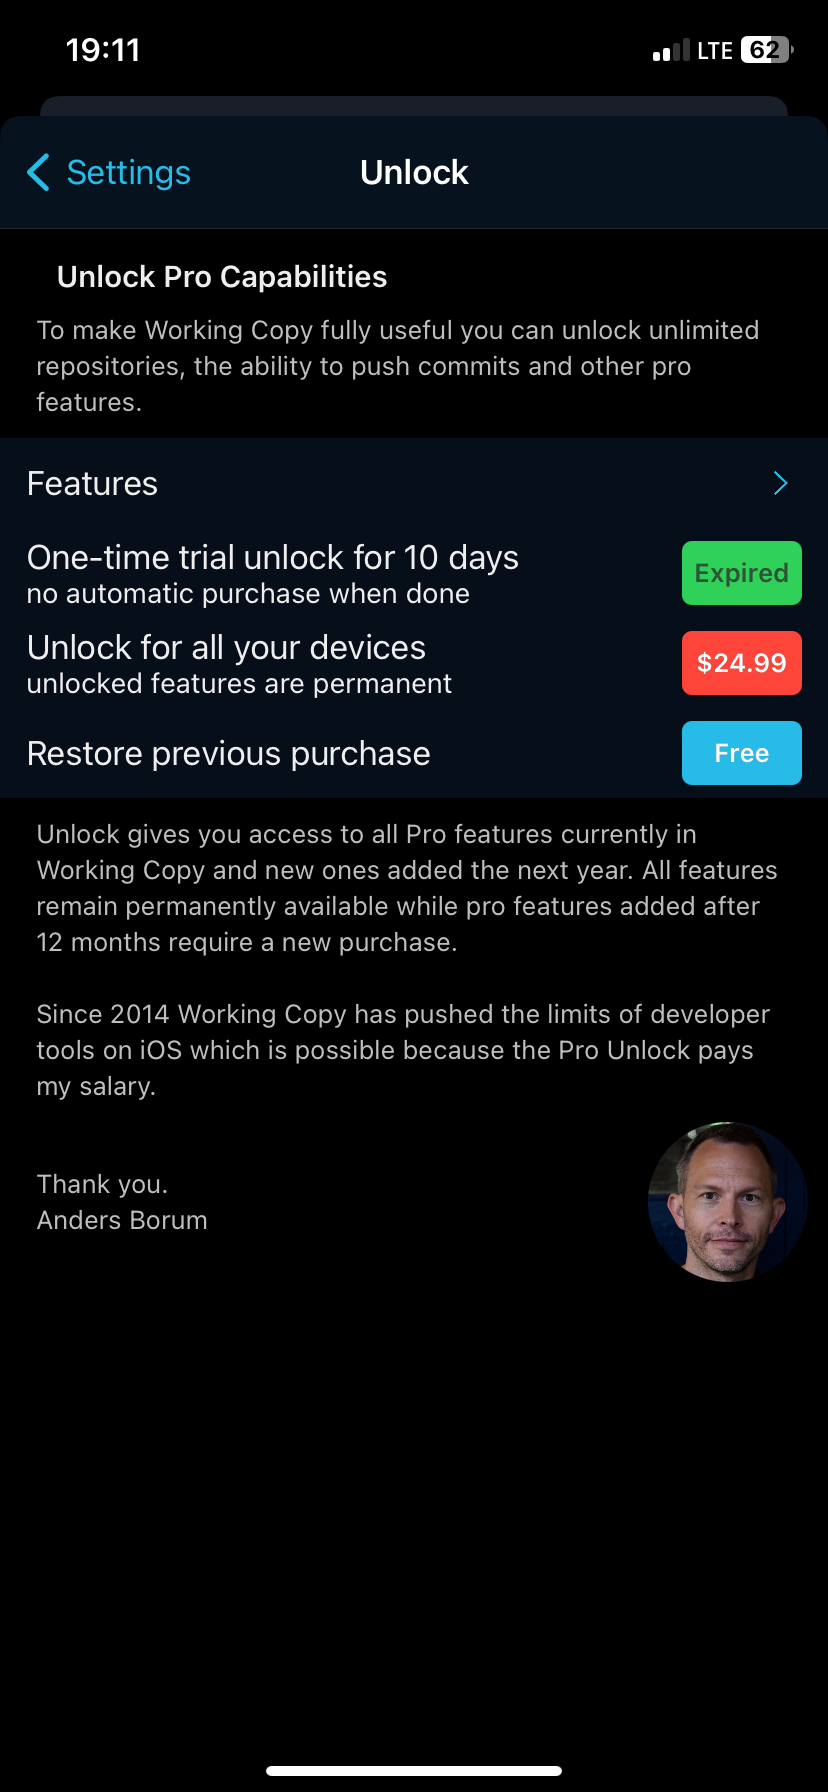 19:11
LTE 62
Settings
Unlock
Unlock Pro Capabilities
To make Working Copy fully useful you can unlock unlimited
repositories, the ability to push commits and other pro
features.
Features
One-time trial unlock for 10 days
no automatic purchase when done
Expired
Unlock for all your devices
unlocked features are permanent
$24.99
Restore previous purchase
Free
Unlock gives you access to all Pro features currently in
Working Copy and new ones added the next year. All features
remain permanently available while pro features added after
12 months require a new purchase.
Since 2014 Working Copy has pushed the limits of developer
tools on iOS which is possible because the Pro Unlock pays
my salary.
Thank you.
Anders Borum